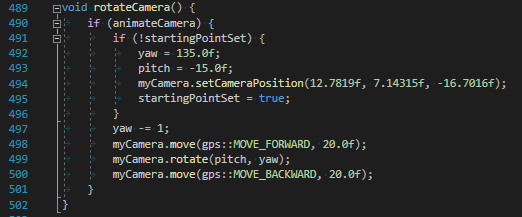 489 void rotateCamera() {
490 if (animateCamera) {
491 if (!startingPointSet) {
492 yaw = 135.0f;
493 pitch = -15.0f;
494 myCamera.setCameraPosition(12.7819f, 7.14315f, -16.7016f);
495 startingPointSet = true;
496 }
497 yaw -= 1;
498 myCamera.move(gps::MOVE_FORWARD, 20.0f);
499 myCamera.rotate(pitch, yaw);
500 myCamera.move(gps::MOVE_BACKWARD, 20.0f);
501 }
502 }